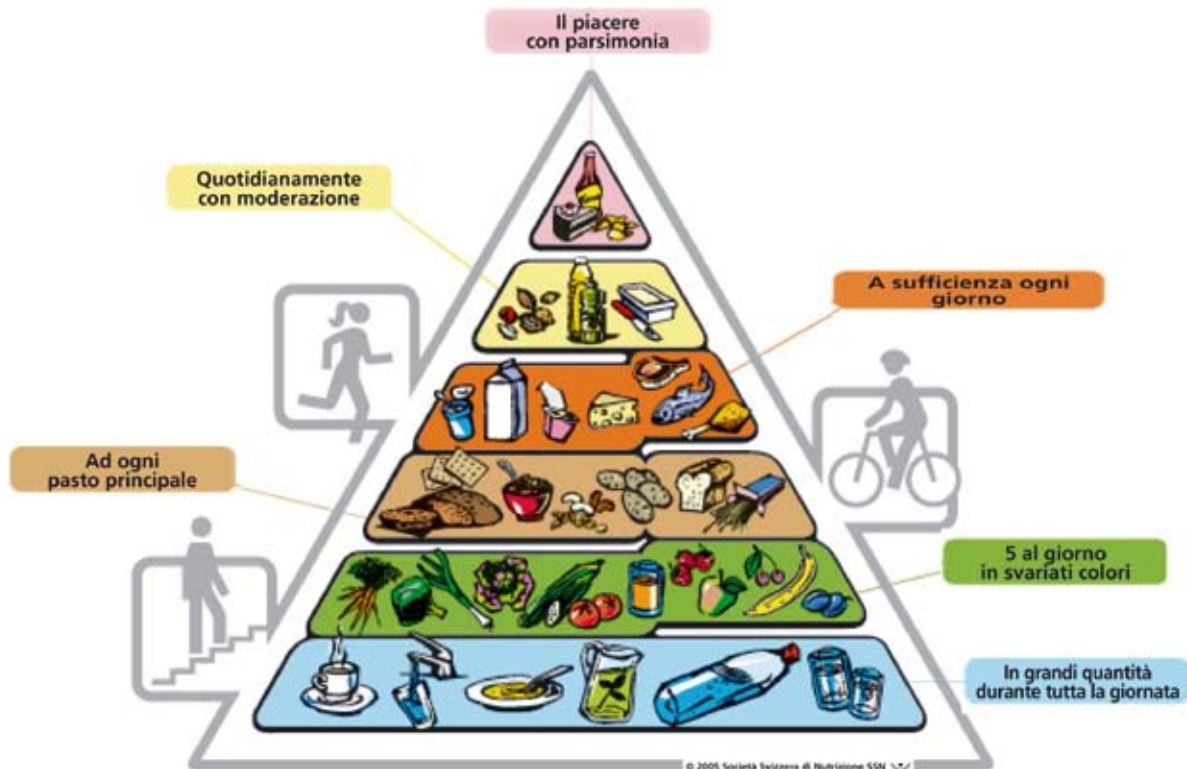 Il piacere
con parsimonia
Quotidianamente
con moderazione
A sufficienza ogni
giorno
Ad ogni
pasto principale
5 al giorno
in svariati colori
In grandi quantità
durante tutta la giornata
© 2005 Società Svizzera di Nutrizione SSN